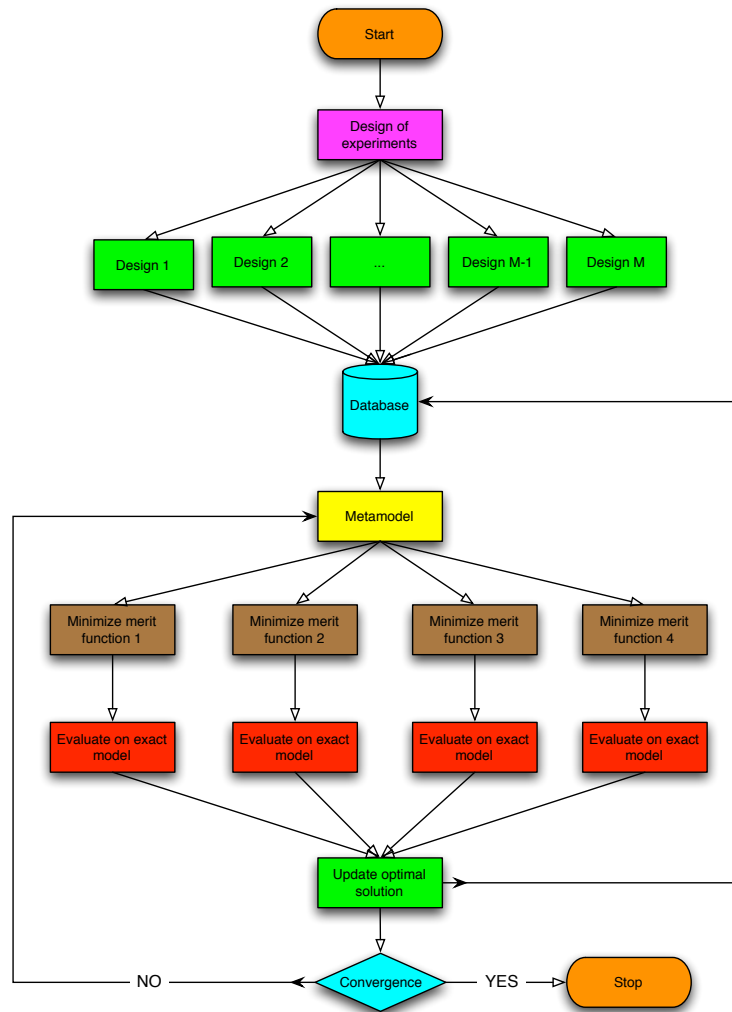 Start
Design of
experiments
Design 1
Design 2
...
Design M-1
Design M
Database
Metamodel
Minimize merit
function 1
Minimize merit
function 2
Minimize merit
function 3
Minimize merit
function 4
Evaluate on exact
model
Evaluate on exact
model
Evaluate on exact
model
Evaluate on exact
model
Update optimal
solution
NO
Convergence
YES
Stop